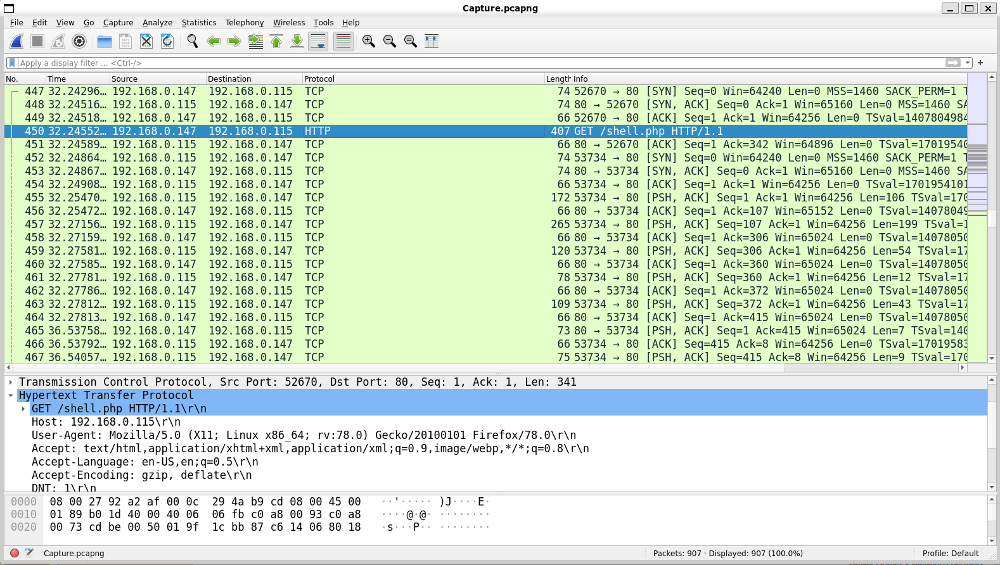 Capture.pcapng
File Edit View Go Capture Analyze Statistics Telephony Wireless Tools Help
Apply a display filter … <Ctrl-/>
No. Time Source Destination Protocol Length Info
447 32.24296… 192.168.0.147 192.168.0.115 TCP 74 52670 → 80 [SYN] Seq=0 Win=64240 Len=0 MSS=1460 SACK_PERM=1 T
448 32.24516… 192.168.0.115 192.168.0.147 TCP 74 80 → 52670 [SYN, ACK] Seq=0 Ack=1 Win=65160 Len=0 MSS=1460 SA
449 32.24518… 192.168.0.147 192.168.0.115 TCP 66 52670 → 80 [ACK] Seq=1 Ack=1 Win=64256 Len=0 TSval=1407804984
450 32.24552… 192.168.0.147 192.168.0.115 HTTP 407 GET /shell.php HTTP/1.1
451 32.24589… 192.168.0.115 192.168.0.147 TCP 66 80 → 52670 [ACK] Seq=1 Ack=342 Win=64896 Len=0 TSval=17019540
452 32.24864… 192.168.0.115 192.168.0.147 TCP 74 53734 → 80 [SYN] Seq=0 Win=64240 Len=0 MSS=1460 SACK_PERM=1 T
453 32.24867… 192.168.0.147 192.168.0.115 TCP 74 80 → 53734 [SYN, ACK] Seq=0 Ack=1 Win=65160 Len=0 MSS=1460 SA
454 32.24908… 192.168.0.115 192.168.0.147 TCP 66 53734 → 80 [ACK] Seq=1 Ack=1 Win=64256 Len=0 TSval=1701954101
455 32.25470… 192.168.0.115 192.168.0.147 TCP 172 53734 → 80 [PSH, ACK] Seq=1 Ack=1 Win=64256 Len=106 TSval=170
456 32.25472… 192.168.0.147 192.168.0.115 TCP 66 80 → 53734 [ACK] Seq=1 Ack=107 Win=65152 Len=0 TSval=14078049
457 32.27156… 192.168.0.115 192.168.0.147 TCP 265 53734 → 80 [PSH, ACK] Seq=107 Ack=1 Win=64256 Len=199 TSval=1
458 32.27159… 192.168.0.147 192.168.0.115 TCP 66 80 → 53734 [ACK] Seq=1 Ack=306 Win=65024 Len=0 TSval=14078050
459 32.27581… 192.168.0.115 192.168.0.147 TCP 120 53734 → 80 [PSH, ACK] Seq=306 Ack=1 Win=64256 Len=54 TSval=17
460 32.27585… 192.168.0.147 192.168.0.115 TCP 66 80 → 53734 [ACK] Seq=1 Ack=360 Win=65024 Len=0 TSval=14078050
461 32.27781… 192.168.0.115 192.168.0.147 TCP 78 53734 → 80 [PSH, ACK] Seq=360 Ack=1 Win=64256 Len=12 TSval=17
462 32.27786… 192.168.0.147 192.168.0.115 TCP 66 80 → 53734 [ACK] Seq=1 Ack=372 Win=65024 Len=0 TSval=14078050
463 32.27812… 192.168.0.115 192.168.0.147 TCP 109 53734 → 80 [PSH, ACK] Seq=372 Ack=1 Win=64256 Len=43 TSval=17
464 32.27813… 192.168.0.147 192.168.0.115 TCP 66 80 → 53734 [ACK] Seq=1 Ack=415 Win=65024 Len=0 TSval=14078050
465 36.53758… 192.168.0.147 192.168.0.115 TCP 73 80 → 53734 [PSH, ACK] Seq=1 Ack=415 Win=65024 Len=7 TSval=140
466 36.53792… 192.168.0.115 192.168.0.147 TCP 66 53734 → 80 [ACK] Seq=415 Ack=8 Win=64256 Len=0 TSval=17019583
467 36.54057… 192.168.0.115 192.168.0.147 TCP 75 53734 → 80 [PSH, ACK] Seq=415 Ack=8 Win=64256 Len=9 TSval=170
Transmission Control Protocol, Src Port: 52670, Dst Port: 80, Seq: 1, Ack: 1, Len: 341
Hypertext Transfer Protocol
GET /shell.php HTTP/1.1\r\n
Host: 192.168.0.115\r\n
User-Agent: Mozilla/5.0 (X11; Linux x86_64; rv:78.0) Gecko/20100101 Firefox/78.0\r\n
Accept: text/html,application/xhtml+xml,application/xml;q=0.9,image/webp,*/*;q=0.8\r\n
Accept-Language: en-US,en;q=0.5\r\n
Accept-Encoding: gzip, deflate\r\n
DNT: 1\r\n
0000 08 00 27 92 a2 af 00 0c 29 4a b9 cd 08 00 45 00 ··'····· )J····E·
0010 01 89 b0 1d 40 00 40 06 06 fb c0 a8 00 93 c0 a8 ····@·@· ········
0020 00 73 cd be 00 50 01 9f 1c bb 87 c6 14 06 80 18 ·s···P·· ········
Capture.pcapng Packets: 907 · Displayed: 907 (100.0%) Profile: Default